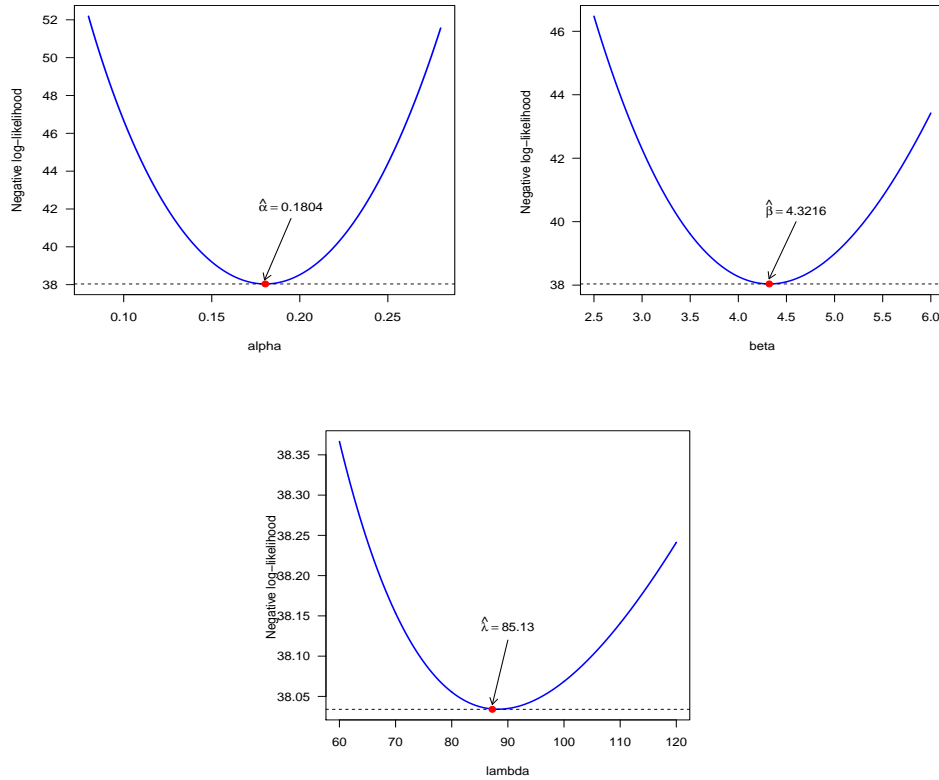 52
50
48
46
44
42
40
38
Negative log−likelihood
α̂ = 0.1804
0.10 0.15 0.20 0.25
alpha
46
44
42
40
38
Negative log−likelihood
β̂ = 4.3216
2.5 3.0 3.5 4.0 4.5 5.0 5.5 6.0
beta
38.35
38.30
38.25
38.20
38.15
38.10
38.05
Negative log−likelihood
λ̂ = 85.13
60 70 80 90 100 110 120
lambda